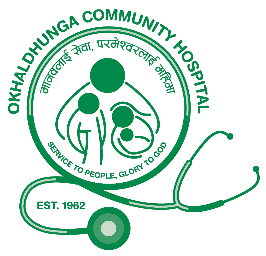 OKHALDHUNGA COMMUNITY HOSPITAL
मानवलाई सेवा, परमेश्वरलाई महिमा
SERVICE TO PEOPLE, GLORY TO GOD
EST. 1962